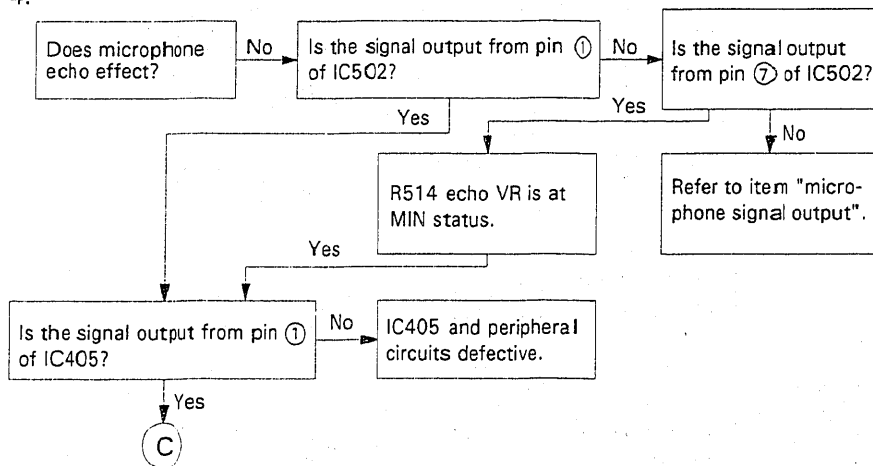 4.
Does microphone
echo effect?
No
Is the signal output from pin ①
of IC502?
No
Is the signal output
from pin ⑦ of IC502?
Yes
Yes
No
R514 echo VR is at
MIN status.
Refer to item "micro-
phone signal output".
Yes
Is the signal output from pin ①
of IC405?
No
IC405 and peripheral
circuits defective.
Yes
C